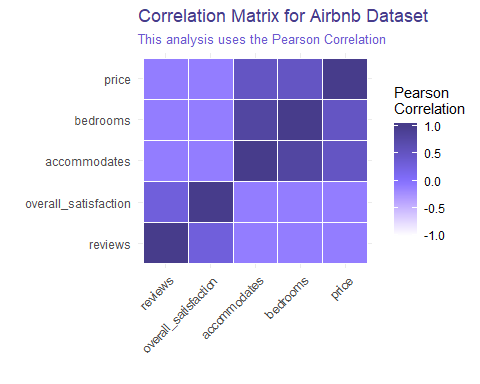 Correlation Matrix for Airbnb Dataset
This analysis uses the Pearson Correlation
price
bedrooms
accommodates
overall_satisfaction
reviews
reviews
overall_satisfaction
accommodates
bedrooms
price
Pearson
Correlation
1.0
0.5
0.0
-0.5
-1.0